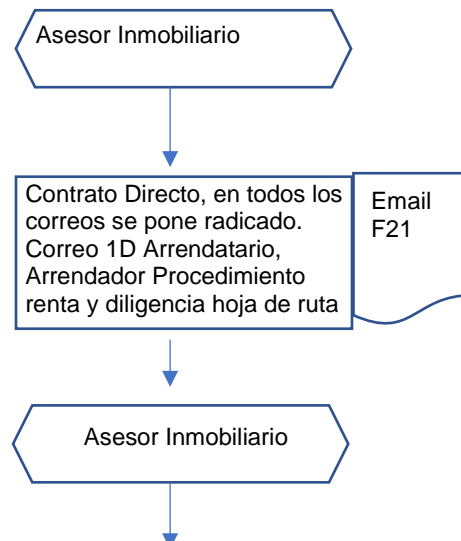 Asesor Inmobiliario
Contrato Directo, en todos los
correos se pone radicado.
Correo 1D Arrendatario,
Arrendador Procedimiento
renta y diligencia hoja de ruta
Email
F21
Asesor Inmobiliario